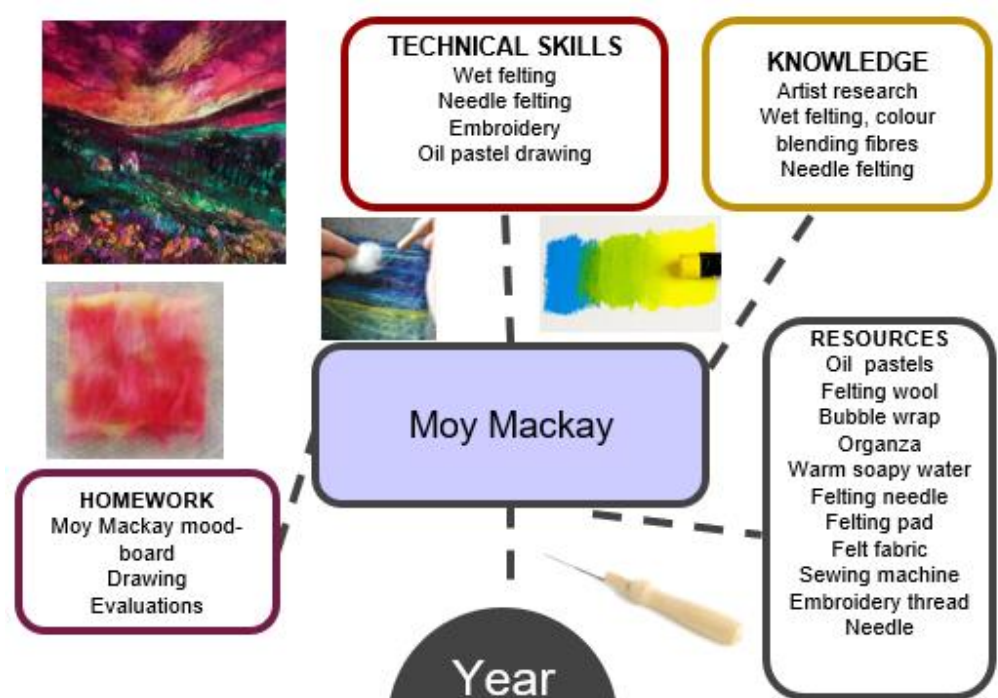 TECHNICAL SKILLS
Wet felting
Needle felting
Embroidery
Oil pastel drawing
KNOWLEDGE
Artist research
Wet felting, colour
blending fibres
Needle felting
Moy Mackay
RESOURCES
Oil pastels
Felting wool
Bubble wrap
Organza
Warm soapy water
Felting needle
Felting pad
Felt fabric
Sewing machine
Embroidery thread
Needle
HOMEWORK
Moy Mackay mood-
board
Drawing
Evaluations
Year